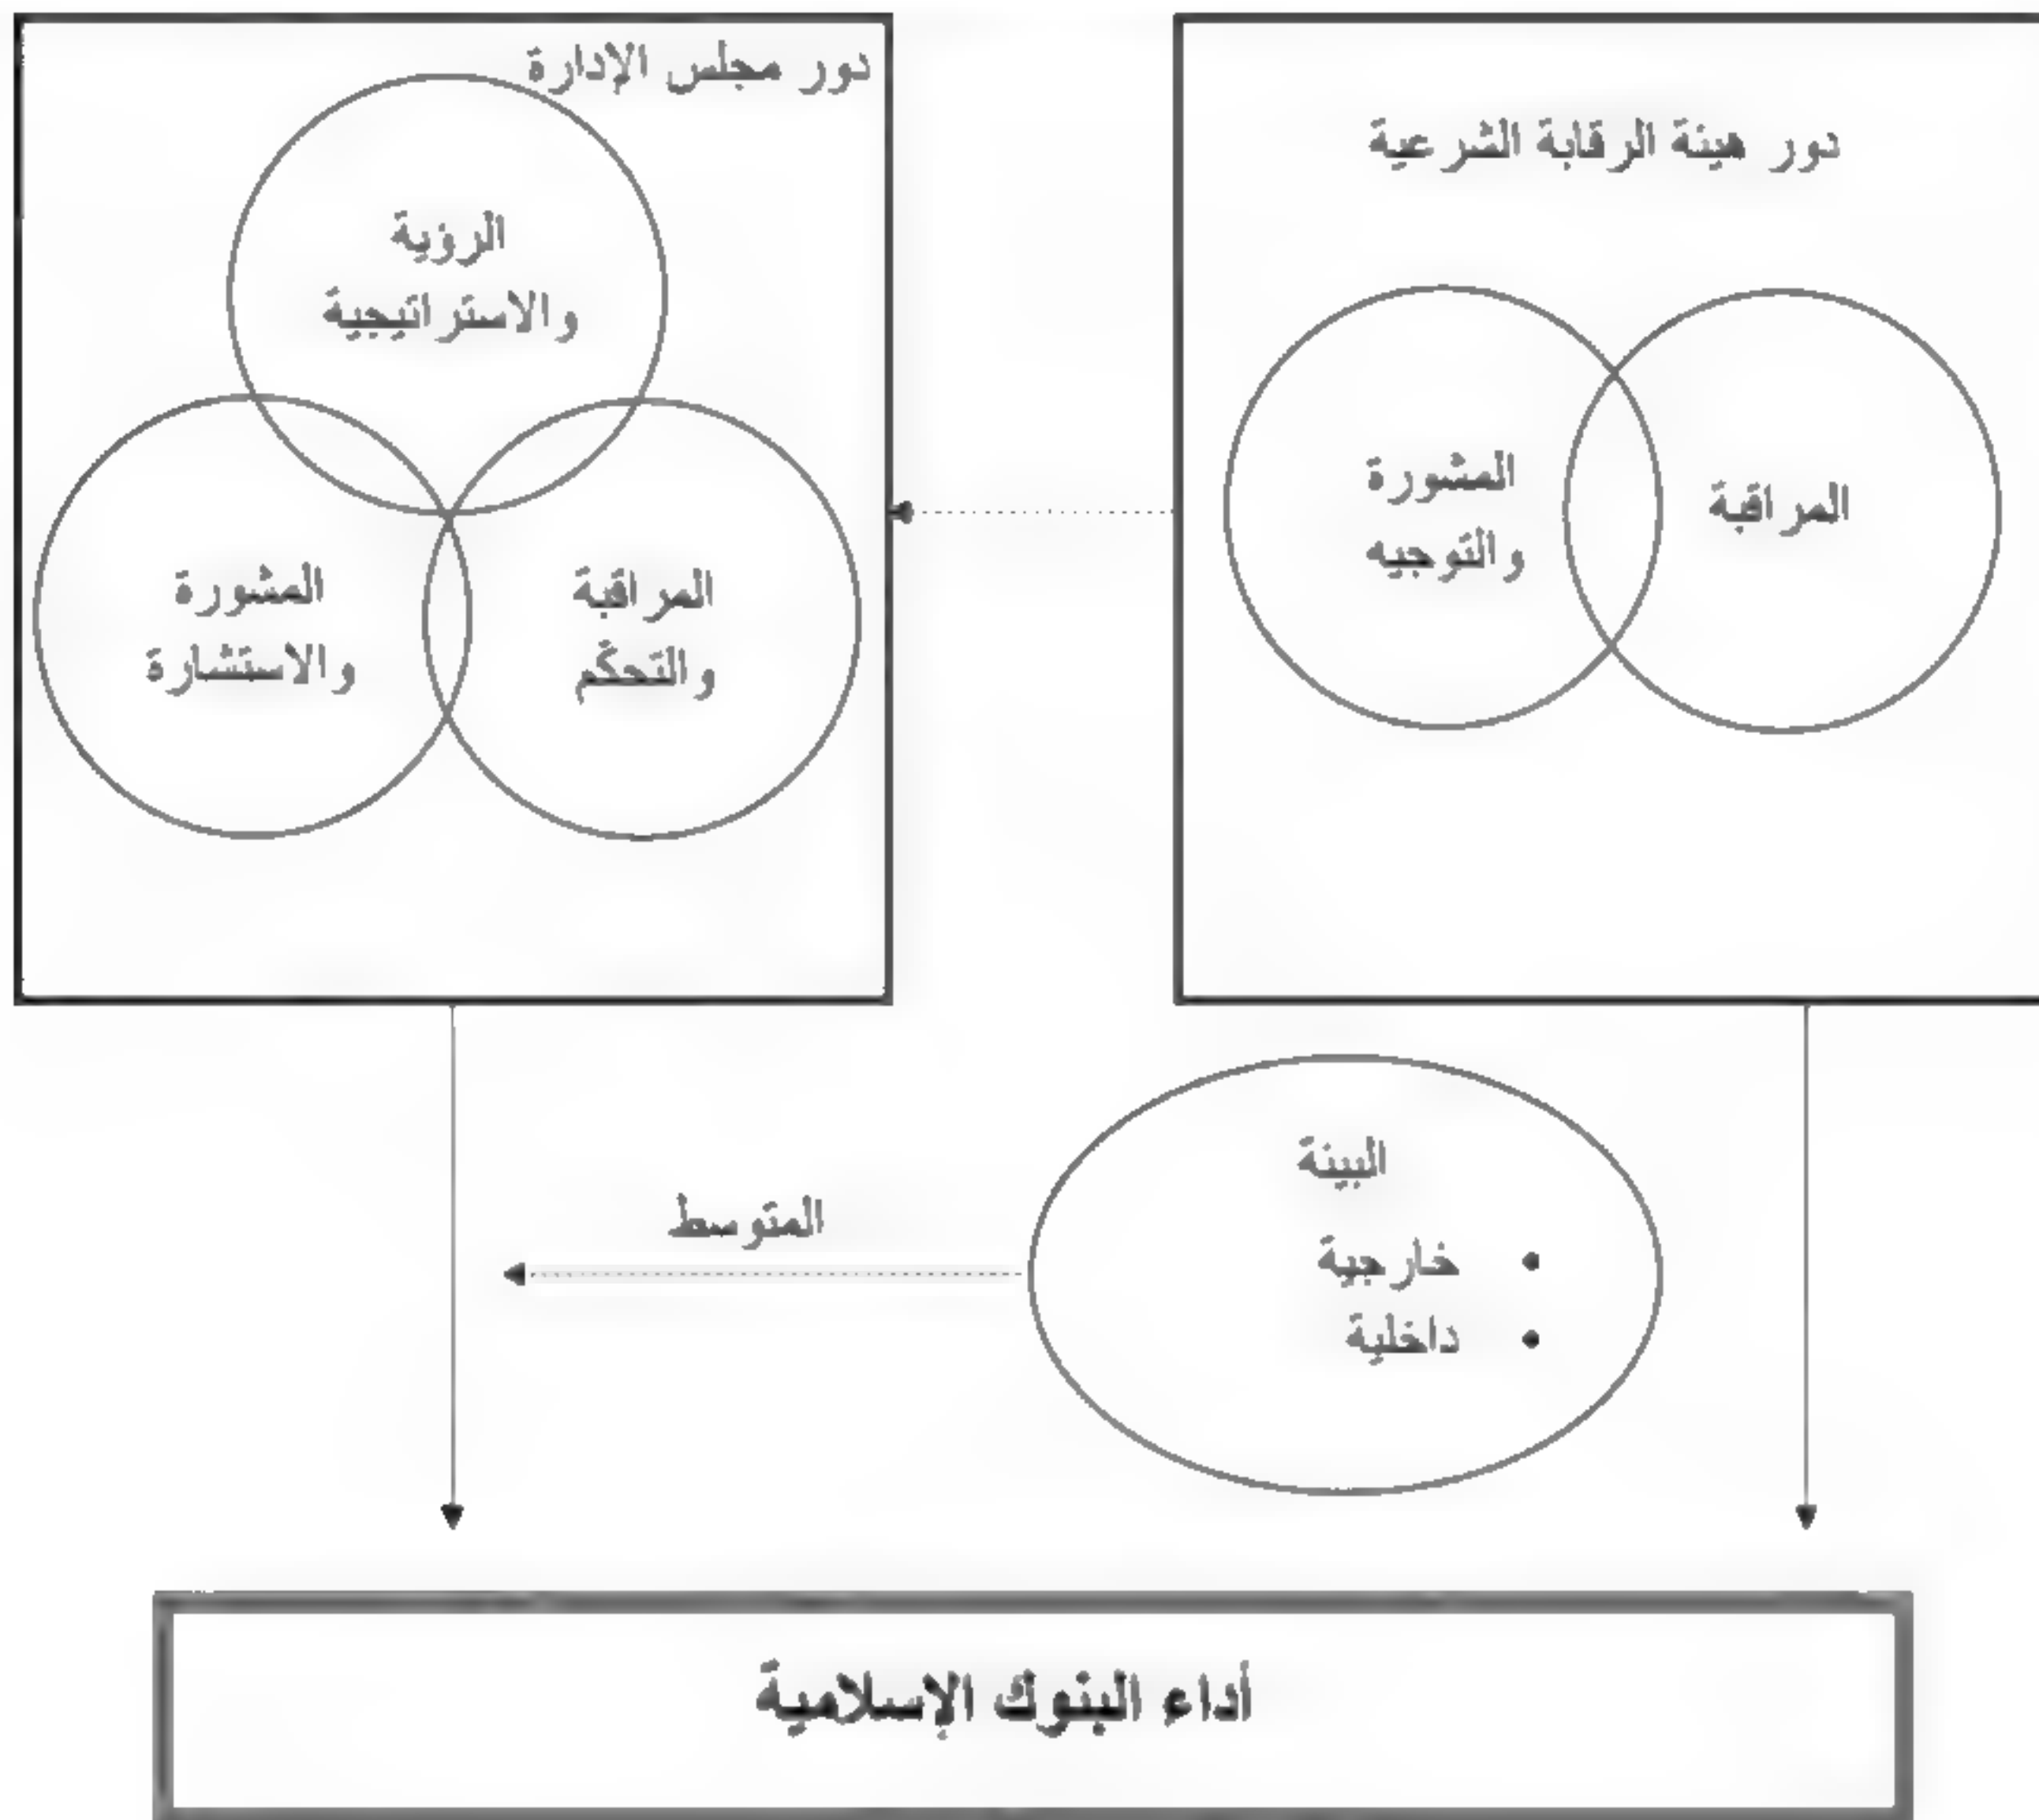 دور هيئة الرقابة الشرعية
المراقبة
المشورة
والتوجيه
دور مجلس الإدارة
الرؤية
والاستراتيجية
المراقبة
والتحكّم
المشورة
والاستشارة
البيئة
• خارجية
• داخلية
المتوسط
أداء البنوك الإسلامية